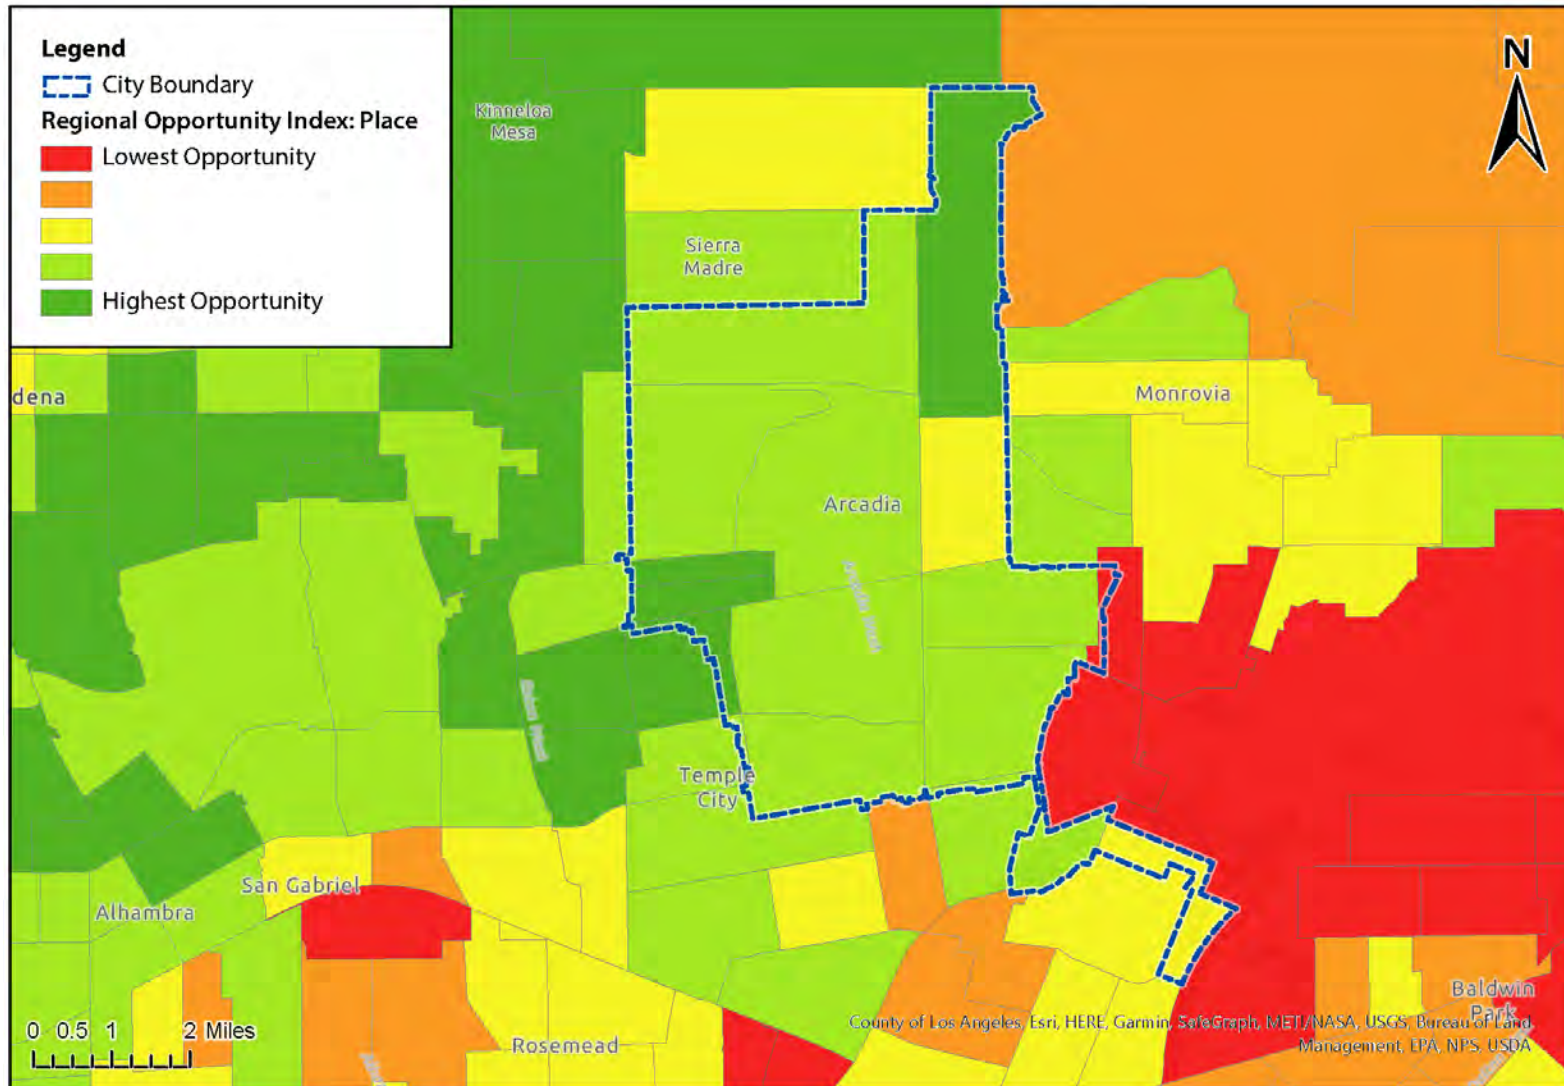 Legend
City Boundary
Regional Opportunity Index: Place
Lowest Opportunity
Highest Opportunity
N
Kinneloa
Mesa
Sierra
Madre
dena
Monrovia
Arcadia
Temple
City
San Gabriel
Alhambra
Baldwin
Park
Rosemead
0 0.5 1 2 Miles
County of Los Angeles, Esri, HERE, Garmin, SafeGraph, METI/NASA, USGS, Bureau of Land
Management, EPA, NPS, USDA